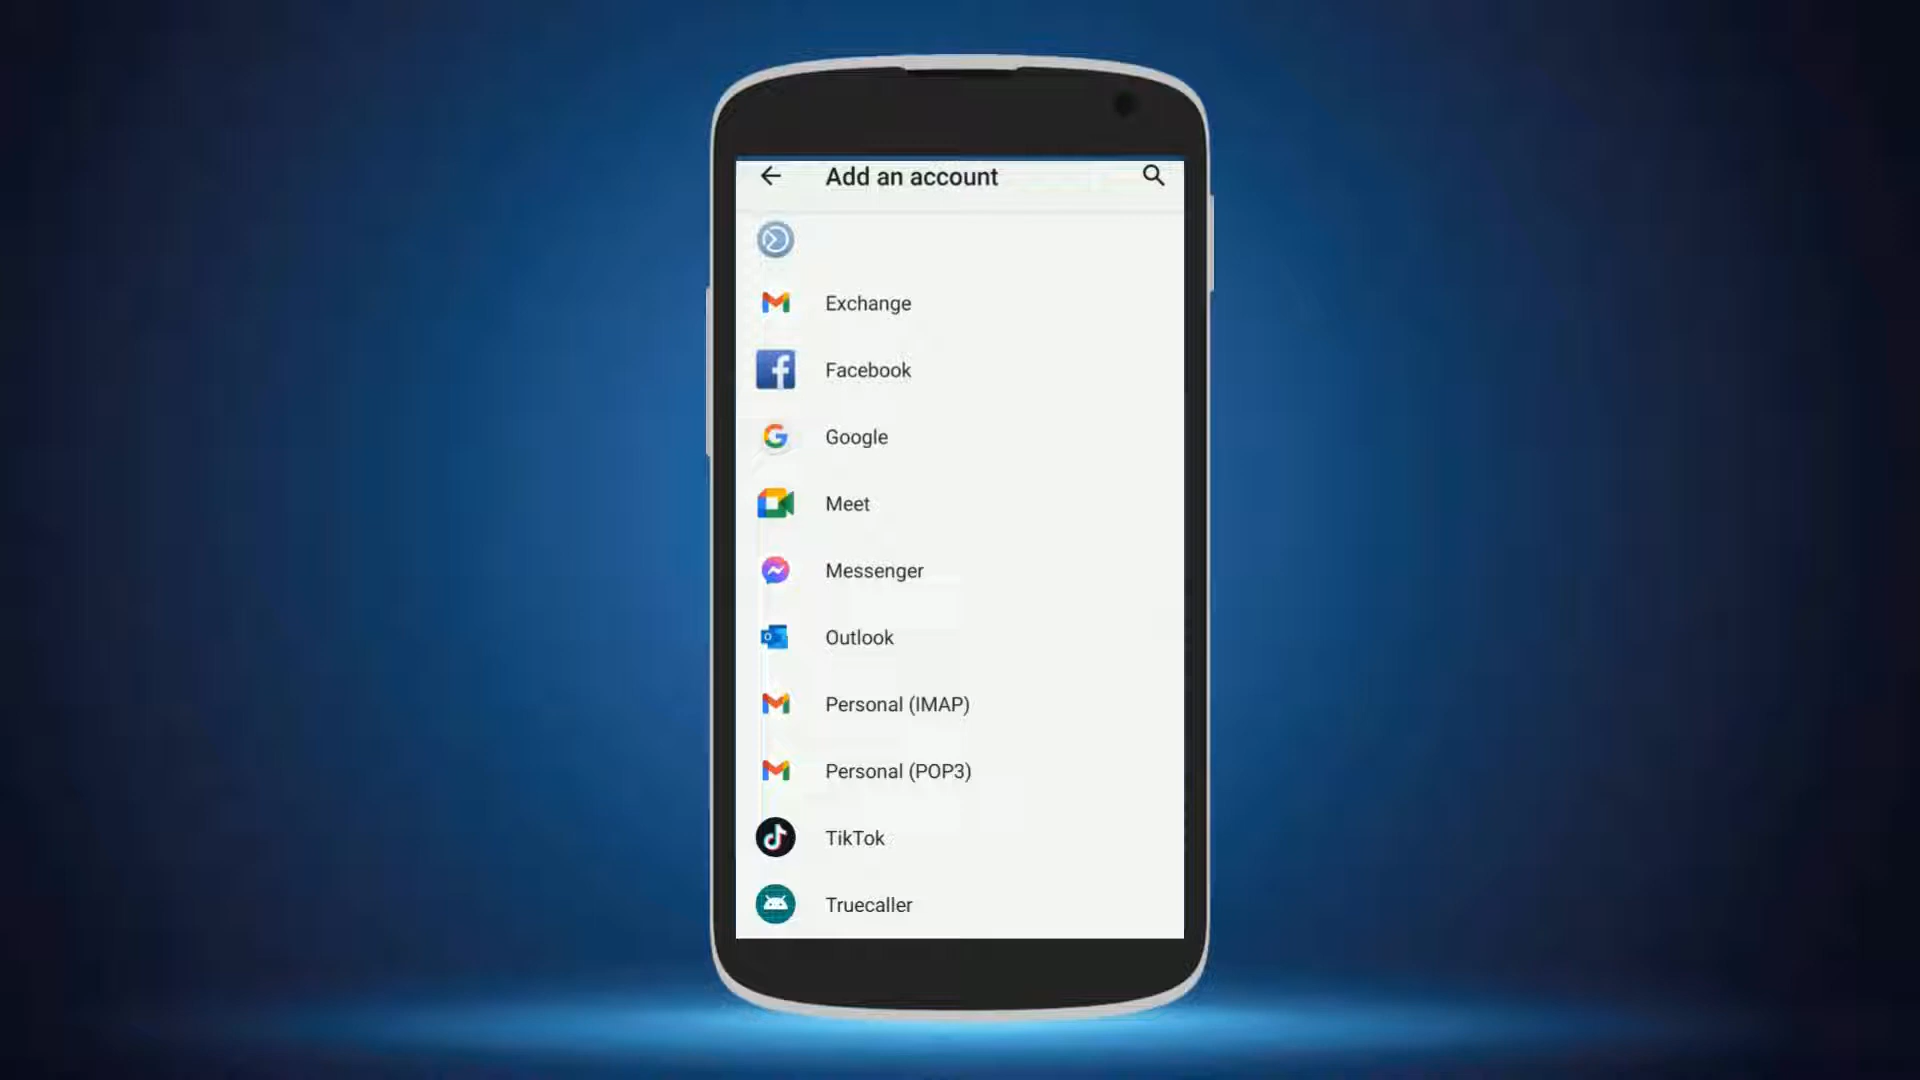 Add an account
Exchange
Facebook
Google
Meet
Messenger
Outlook
Personal (IMAP)
Personal (POP3)
TikTok
Truecaller